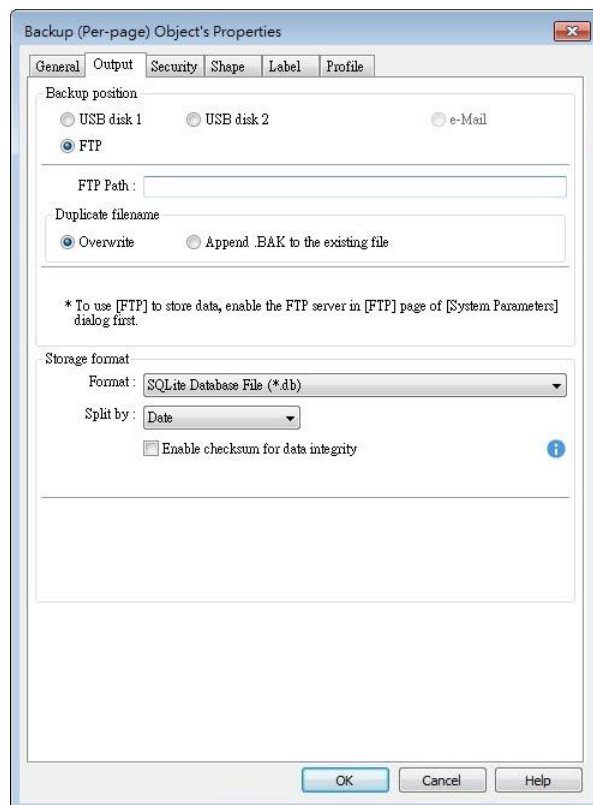 Backup (Per-page) Object's Properties
General Output Security Shape Label Profile
Backup position
USB disk 1 USB disk 2 e-Mail
FTP
FTP Path :
Duplicate filename
Overwrite Append .BAK to the existing file
* To use [FTP] to store data, enable the FTP server in [FTP] page of [System Parameters]
dialog first.
Storage format
Format : SQLite Database File (*.db)
Split by : Date
Enable checksum for data integrity
OK Cancel Help